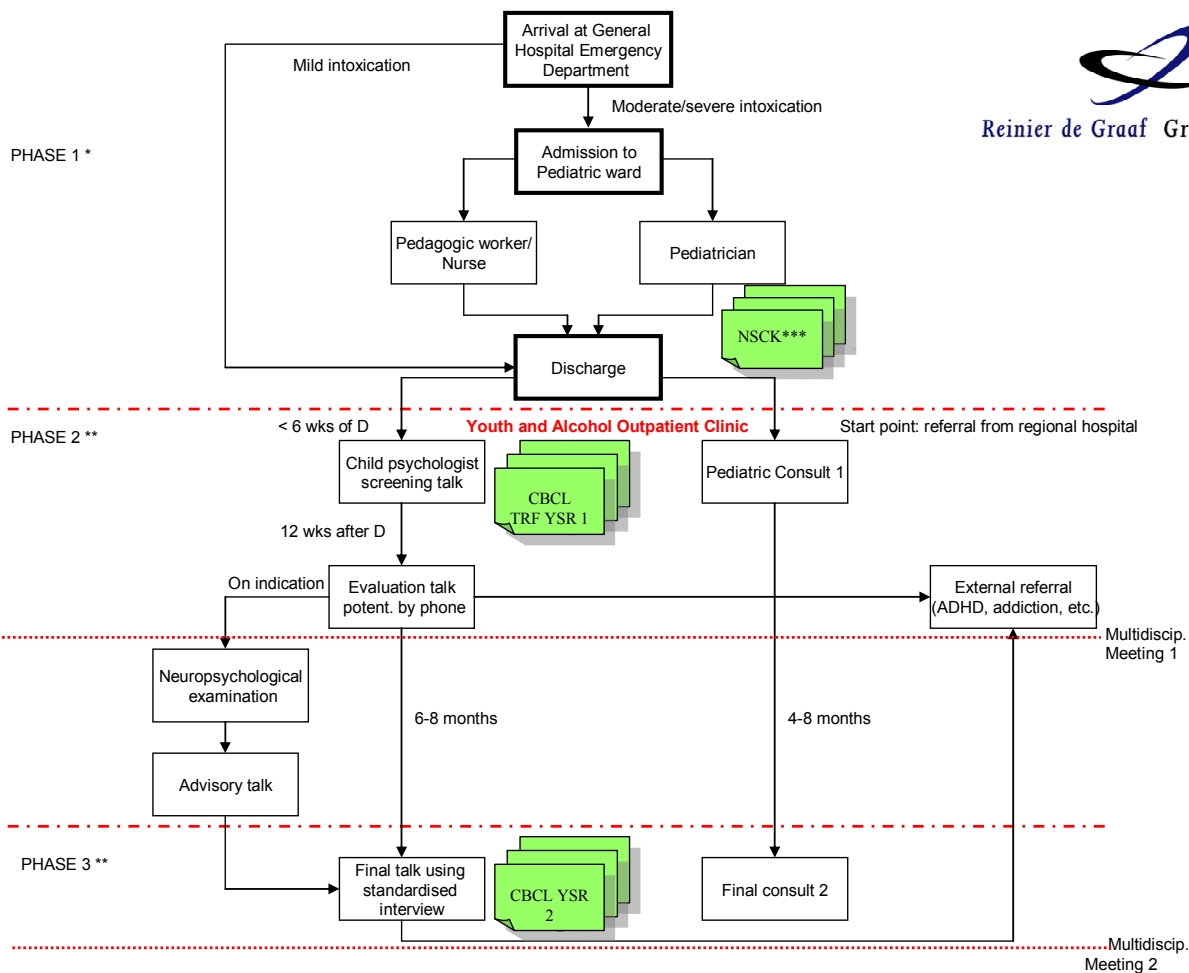 Arrival at General
Hospital Emergency
Department
Mild intoxication
Moderate/severe intoxication
Reinier de Graaf Gr
PHASE 1 *
Admission to
Pediatric ward
Pedagogic worker/
Nurse
Pediatrician
NSCK***
Discharge
PHASE 2 **
< 6 wks of D
Youth and Alcohol Outpatient Clinic
Start point: referral from regional hospital
Child psychologist
screening talk
CBCL
TRF YSR 1
Pediatric Consult 1
12 wks after D
On indication
Evaluation talk
potent. by phone
External referral
(ADHD, addiction, etc.)
Multidiscip.
Meeting 1
Neuropsychological
examination
6-8 months
4-8 months
Advisory talk
PHASE 3 **
Final talk using
standardised
interview
CBCL YSR
2
Final consult 2
Multidiscip.
Meeting 2